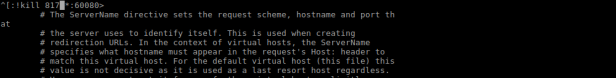 ^[:!kill 817 *:60080>
# The ServerName directive sets the request scheme, hostname and port th
at
# the server uses to identify itself. This is used when creating
# redirection URLs. In the context of virtual hosts, the ServerName
# specifies what hostname must appear in the request's Host: header to
# match this virtual host. For the default virtual host (this file) this
# value is not decisive as it is used as a last resort host regardless.